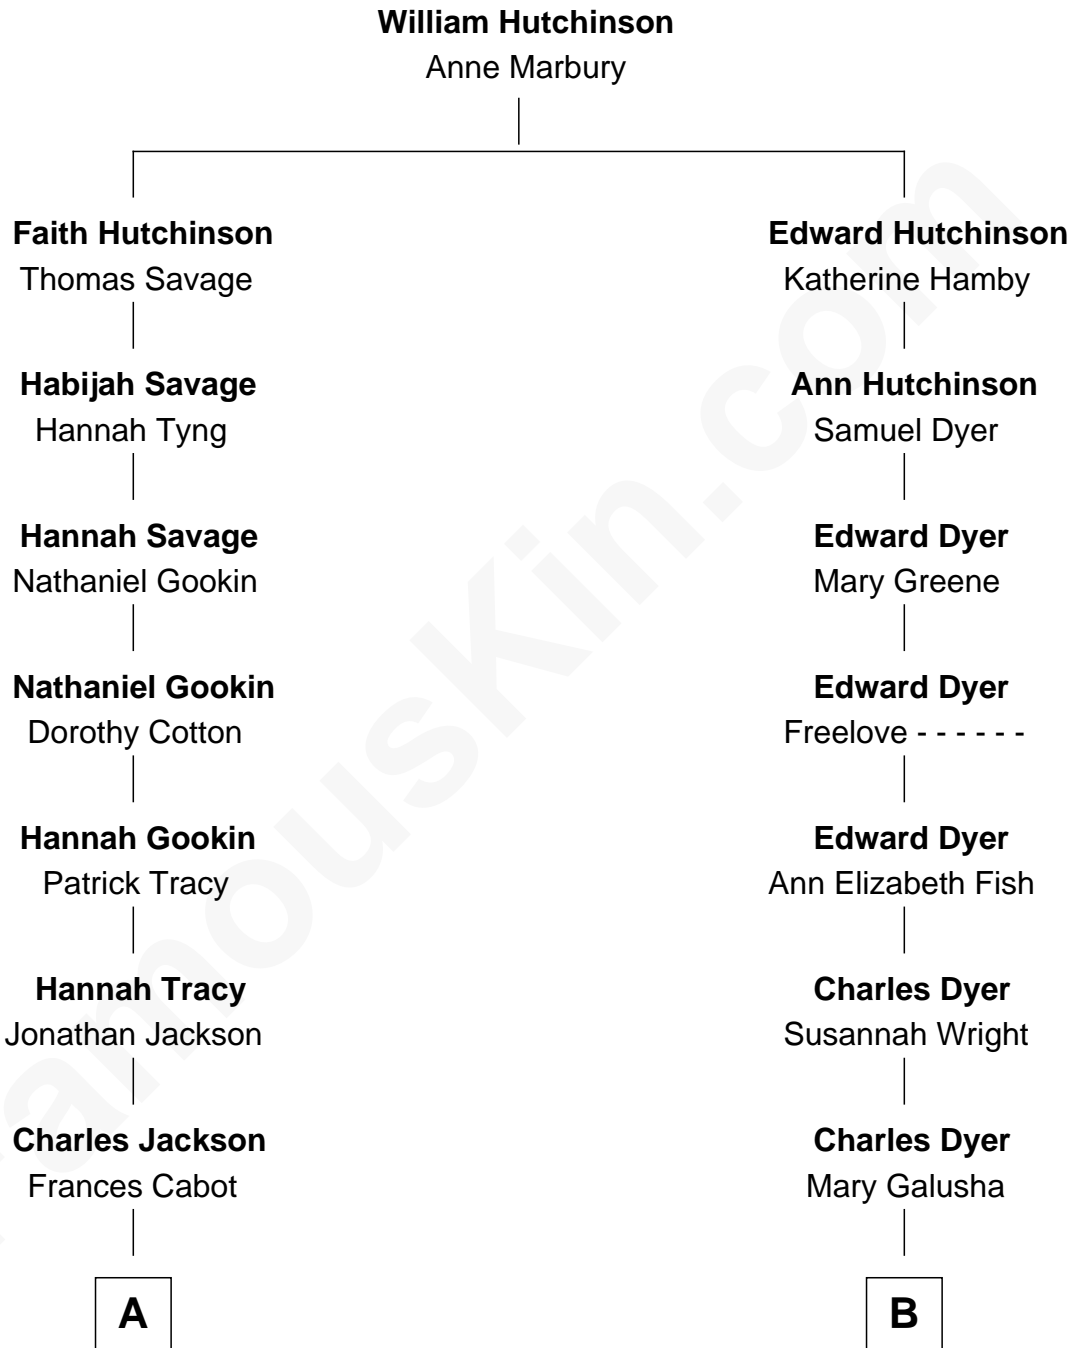 William Hutchinson
Anne Marbury
Faith Hutchinson
Thomas Savage
Edward Hutchinson
Katherine Hamby
Habijah Savage
Hannah Tyng
Ann Hutchinson
Samuel Dyer
Hannah Savage
Nathaniel Gookin
Edward Dyer
Mary Greene
Nathaniel Gookin
Dorothy Cotton
Edward Dyer
Freelove - - - - - -
Hannah Gookin
Patrick Tracy
Edward Dyer
Ann Elizabeth Fish
Hannah Tracy
Jonathan Jackson
Charles Dyer
Susannah Wright
Charles Jackson
Frances Cabot
Charles Dyer
Mary Galusha
A
B
FamousKin.com